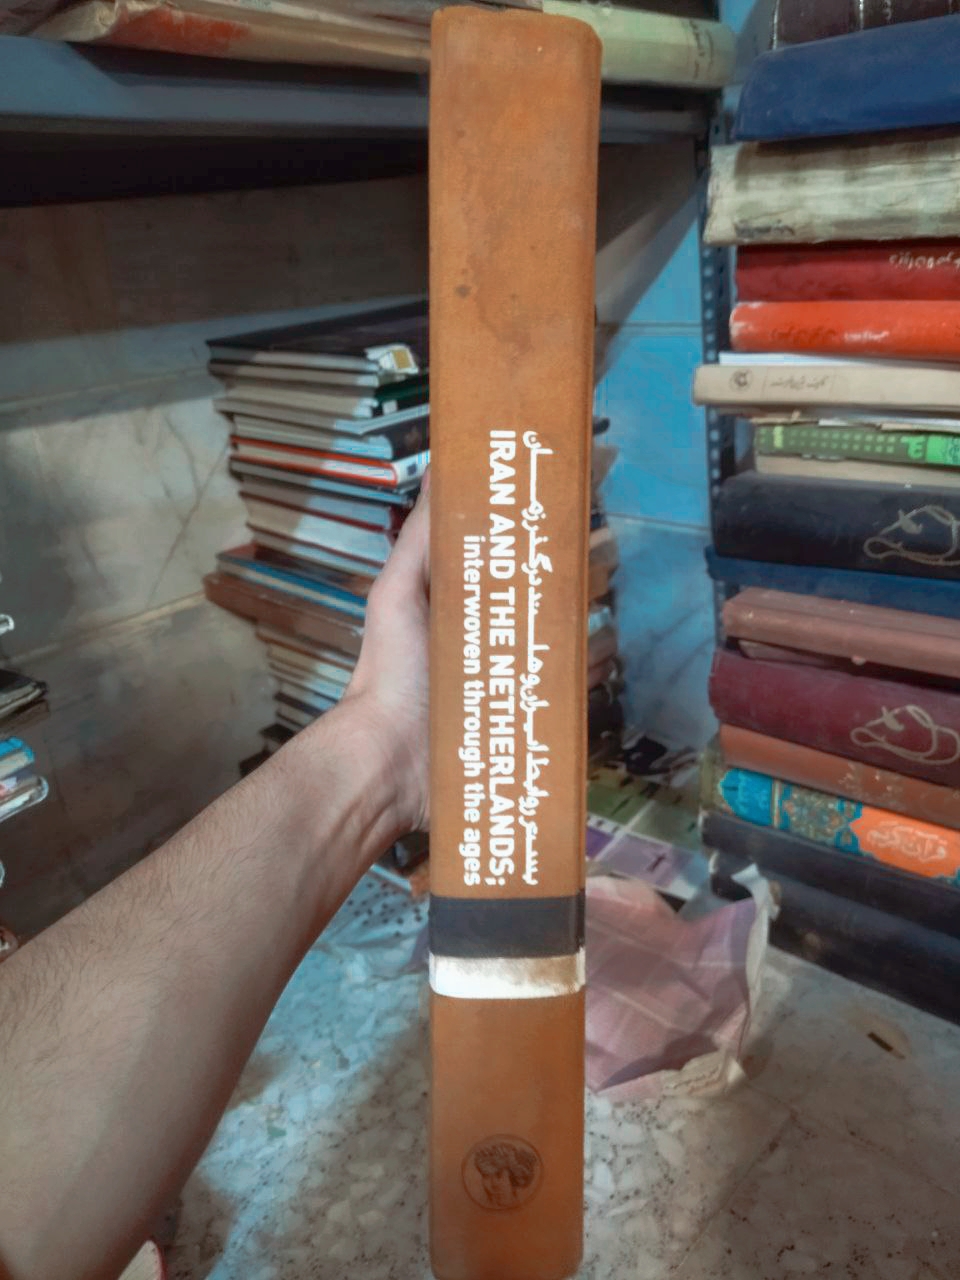 بستر روابط ایران و هلند در گذر زمان
IRAN AND THE NETHERLANDS;
interwoven through the ages